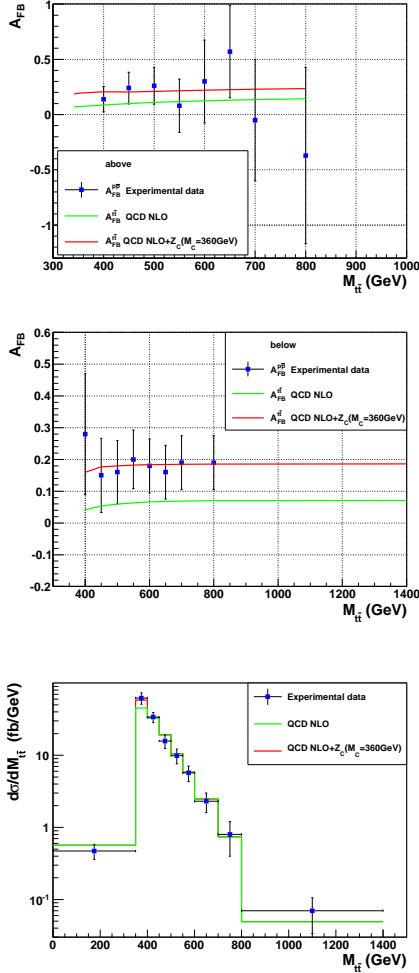 A_FB
1
0.5
0
-0.5
-1
above
A_FB^pp̄ Experimental data
A_FB^tt̄ QCD NLO
A_FB^tt̄ QCD NLO+Z_C(M_C=360GeV)
300 400 500 600 700 800 900 1000
M_tt̄ (GeV)
A_FB
0.6
0.5
0.4
0.3
0.2
0.1
0
-0.1
-0.2
below
A_FB^pp̄ Experimental data
A_FB^tt̄ QCD NLO
A_FB^tt̄ QCD NLO+Z_C(M_C=360GeV)
400 600 800 1000 1200 1400
M_tt̄ (GeV)
dσ/dM_tt̄ (fb/GeV)
10
1
10^-1
Experimental data
QCD NLO
QCD NLO+Z_C(M_C=360GeV)
0 200 400 600 800 1000 1200 1400
M_tt̄ (GeV)